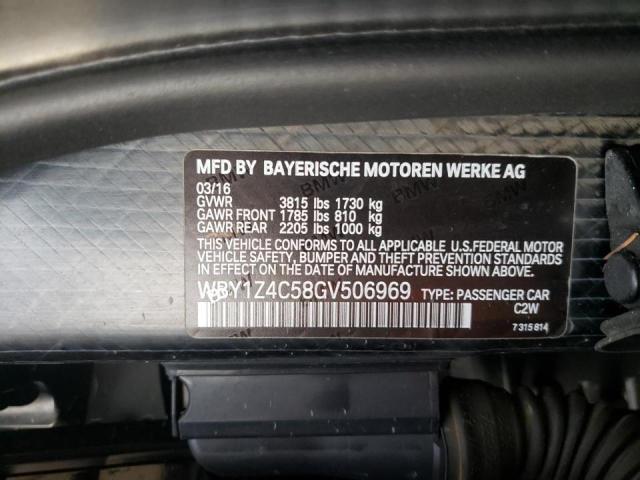 MFD BY BAYERISCHE MOTOREN WERKE AG
03/16
GVWR 3815 lbs 1730 kg
GAWR FRONT 1785 lbs 810 kg
GAWR REAR 2205 lbs 1000 kg
THIS VEHICLE CONFORMS TO ALL APPLICABLE U.S.FEDERAL MOTOR
VEHICLE SAFETY, BUMPER AND THEFT PREVENTION STANDARDS
IN EFFECT ON THE DATE OF MANUFACTURE SHOWN ABOVE.
WBY1Z4C58GV506969 TYPE: PASSENGER CAR
C2W
7315814